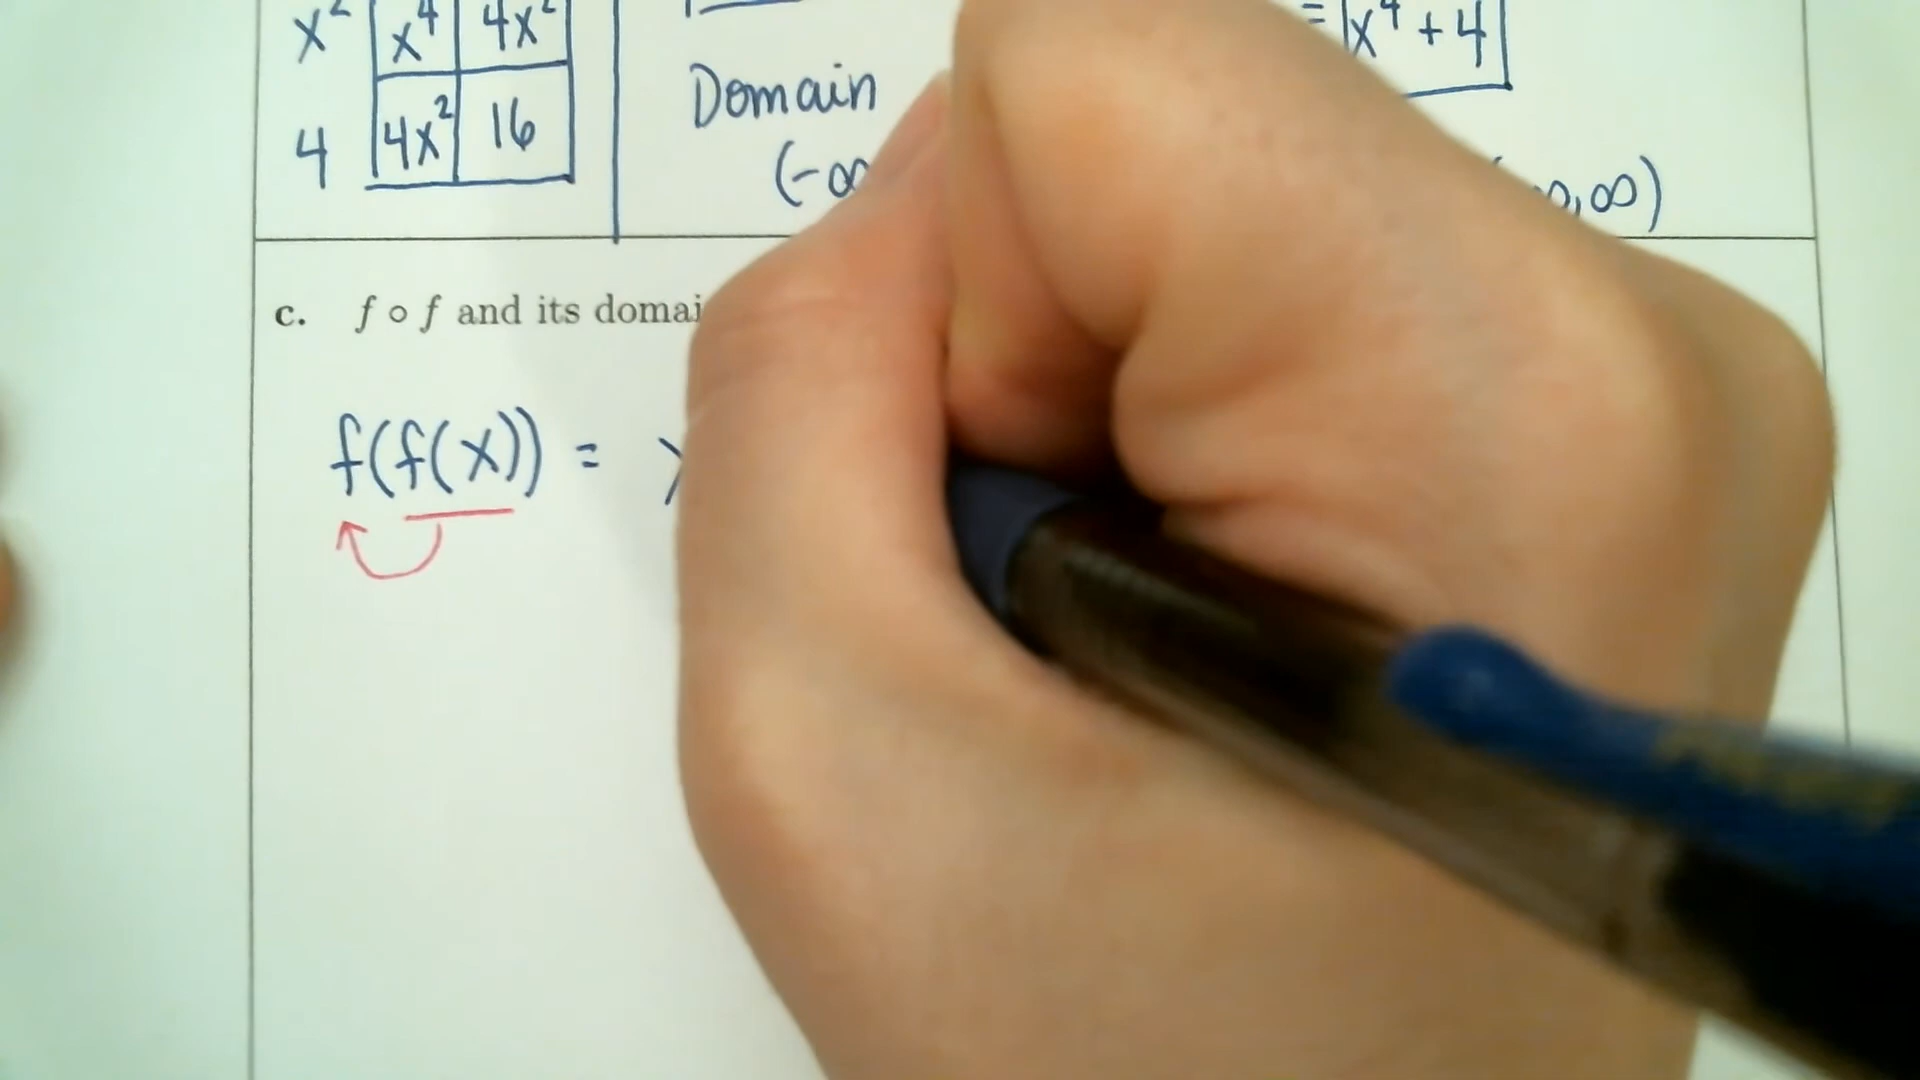 x² x⁴ 4x²
4 4x² 16
= x⁴ + 4
Domain
(-∞
∞,∞)
c. f ∘ f and its domai
f(f(x)) =